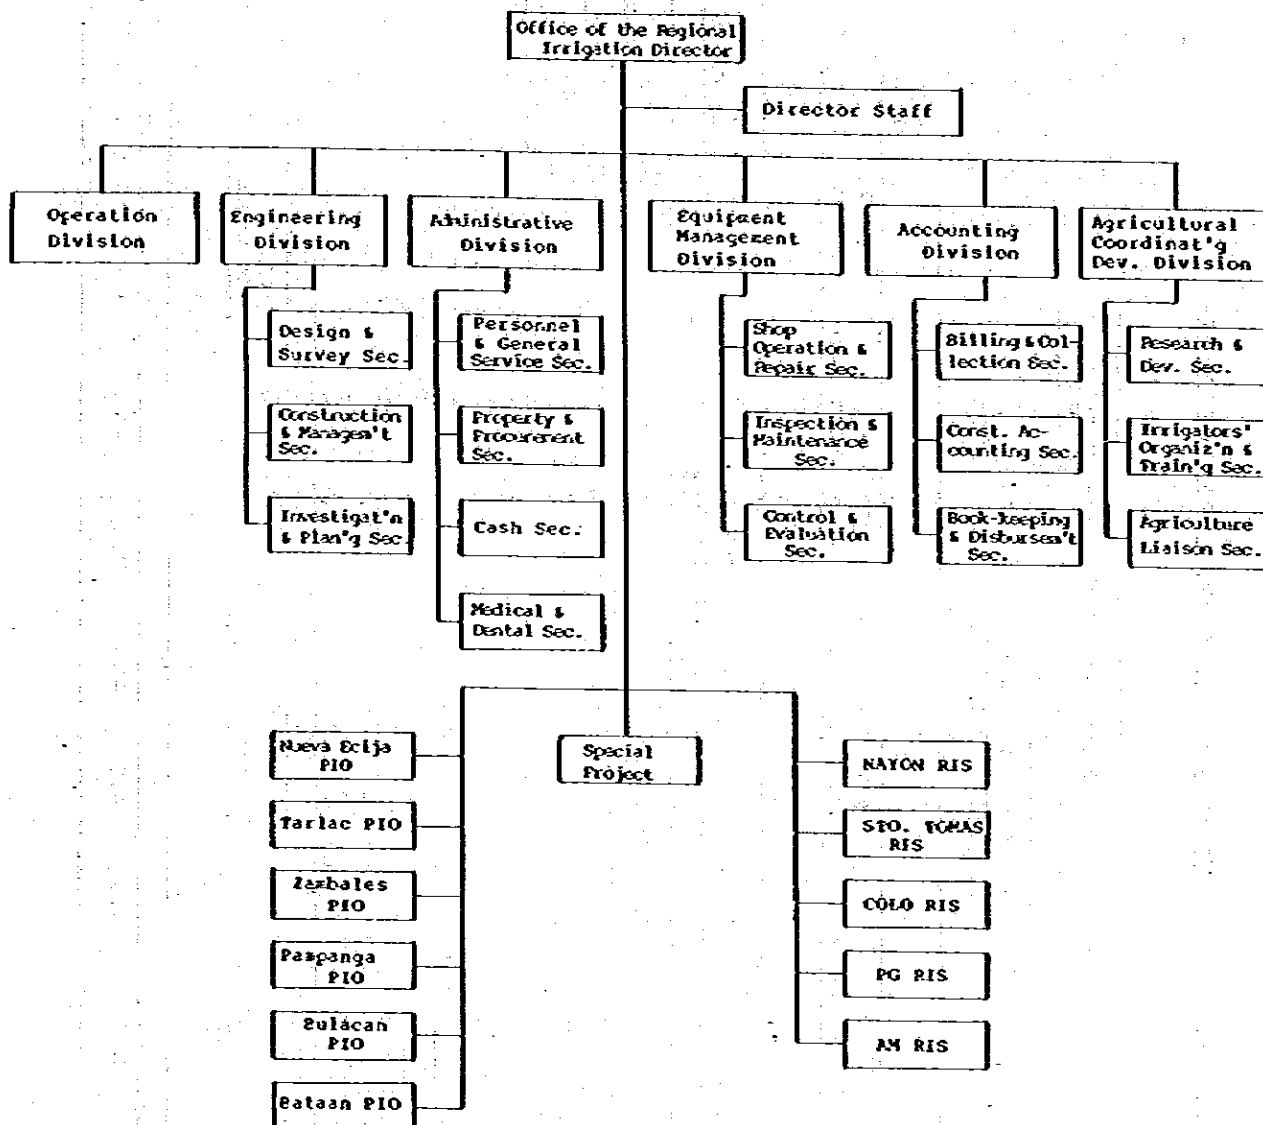 Office of the Regional
Irrigation Director
Director Staff
Operation
Division
Engineering
Division
Administrative
Division
Equipment
Management
Division
Accounting
Division
Agricultural
Coordinat'g
Dev. Division
Design &
Survey Sec.
Construction
& Managem't
Sec.
Investigat'n
& Plan'g Sec
Personnel
& General
Service Sec.
Property &
Procurement
Sec.
Cash Sec.
Medical &
Dental Sec.
Shop
Operation &
Repair Sec.
Inspection &
Maintenance
Sec.
Control &
Evaluation
Sec.
Billing & Col-
lection Sec.
Const. Ac-
counting Sec.
Book-keeping
& Disbursem't
Sec.
Research &
Dev. Sec.
Irrigators'
Organiz'n &
Train'g Sec.
Agriculture
Liaison Sec.
Nueva Ecija
PIO
Tarlac PIO
Zambales
PIO
Pampanga
PIO
Bulacan
PIO
Bataan PIO
Special
Project
NAYON RIS
STO. TOMAS
RIS
COLO RIS
PG RIS
AM RIS